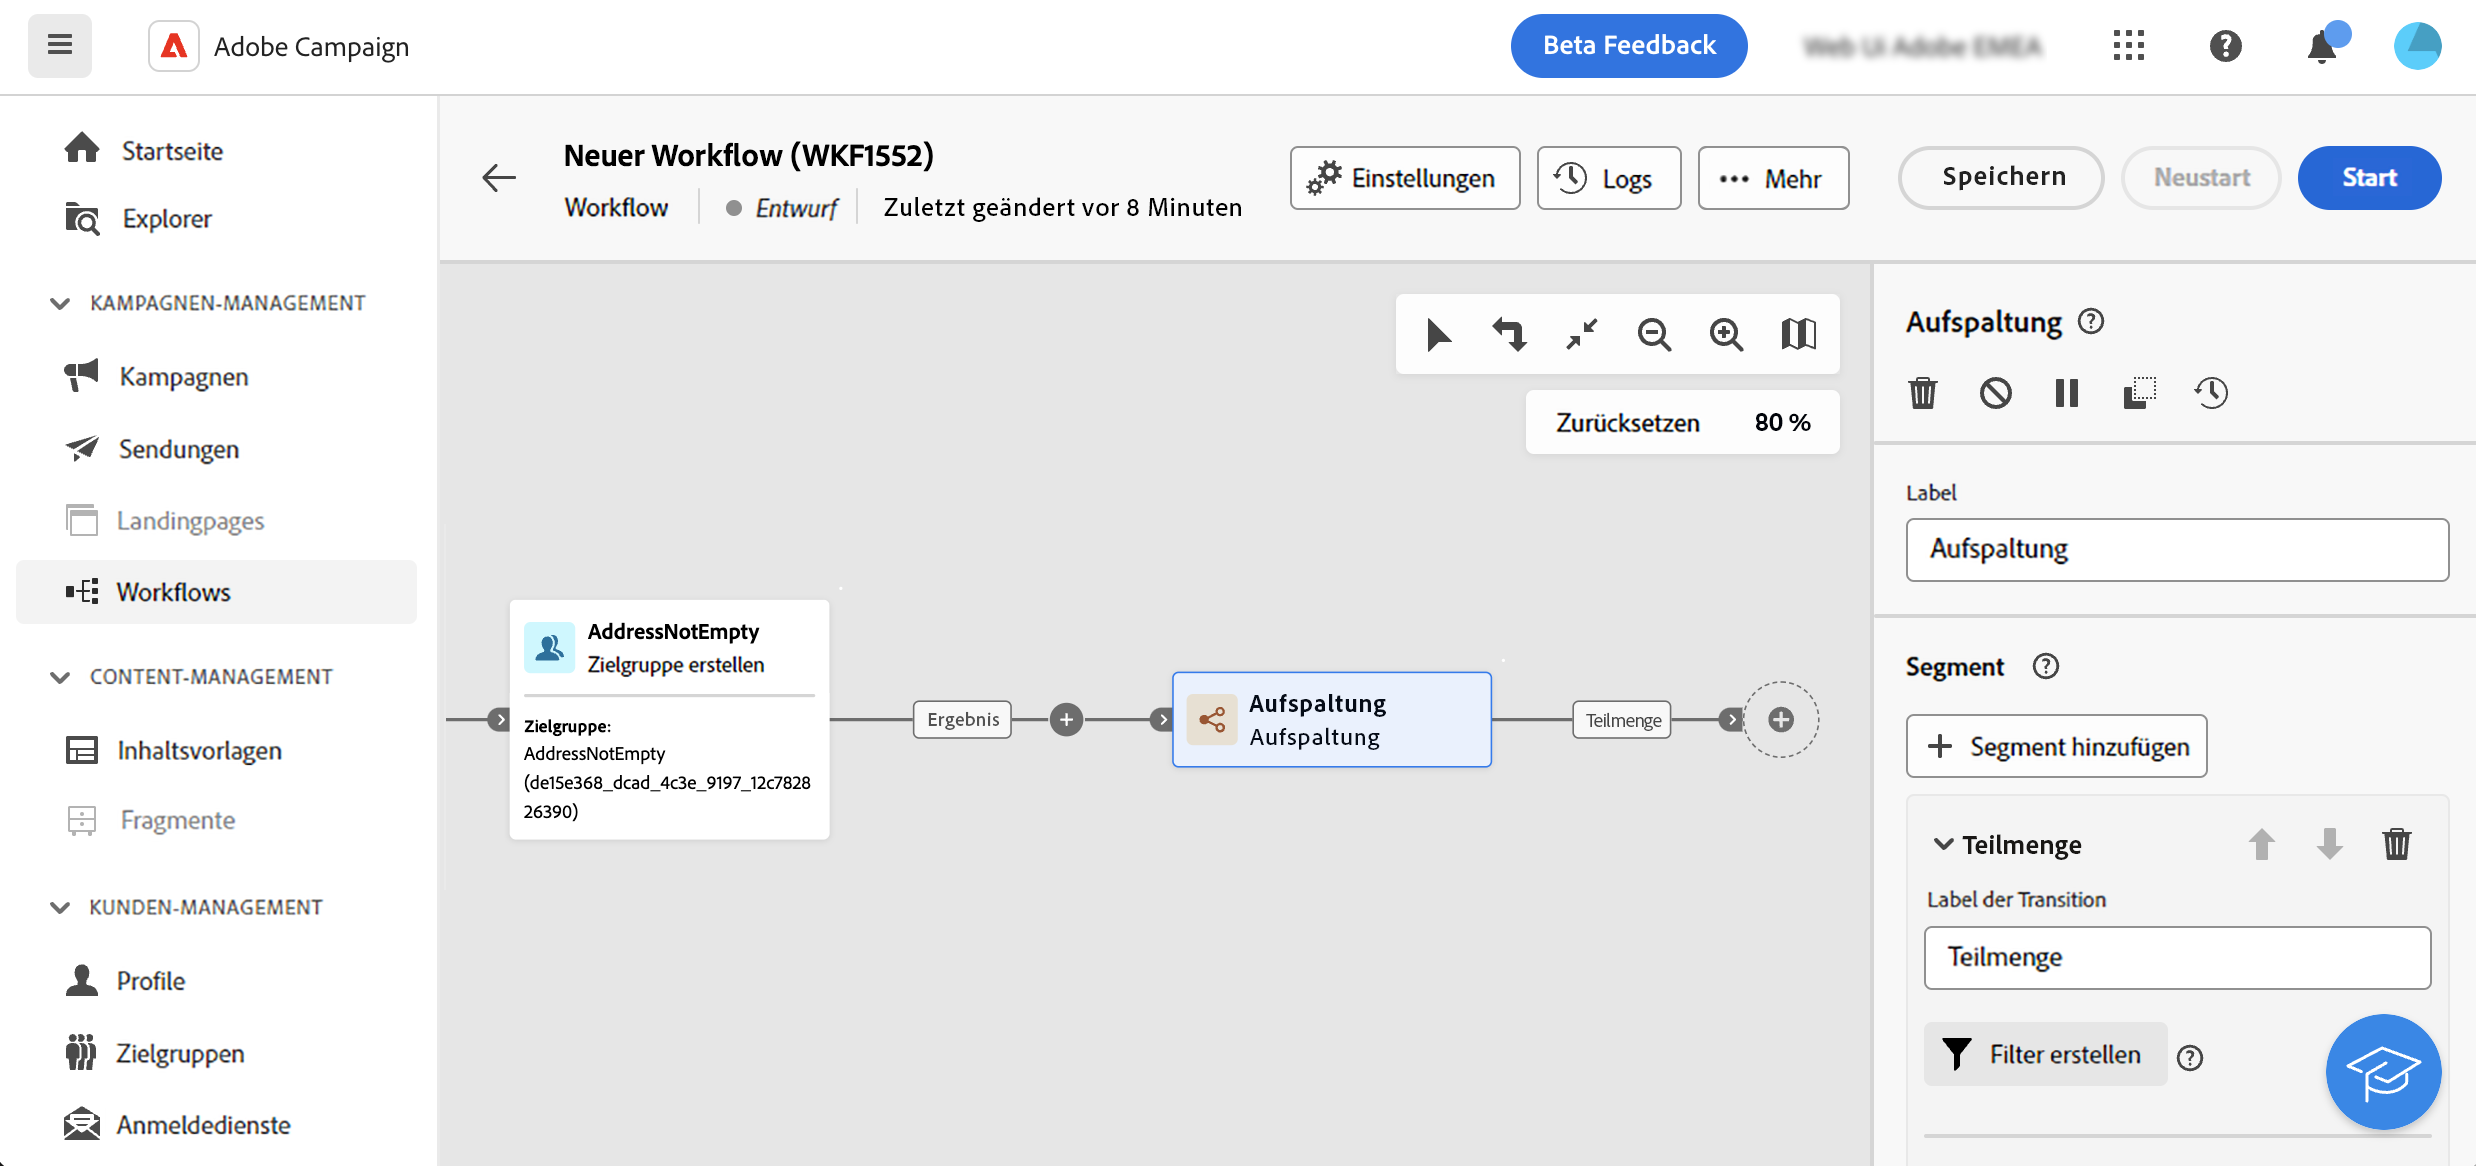 Adobe Campaign
Beta Feedback
Startseite
Explorer
KAMPAGNEN-MANAGEMENT
Kampagnen
Sendungen
Landingpages
Workflows
CONTENT-MANAGEMENT
Inhaltsvorlagen
Fragmente
KUNDEN-MANAGEMENT
Profile
Zielgruppen
Anmeldedienste
Neuer Workflow (WKF1552)
Workflow
Entwurf
Zuletzt geändert vor 8 Minuten
Einstellungen
Logs
Mehr
Speichern
Neustart
Start
Zurücksetzen 80 %
AddressNotEmpty
Zielgruppe erstellen
Zielgruppe:
AddressNotEmpty
(de15e368_dcad_4c3e_9197_12c7828
26390)
Ergebnis
Aufspaltung
Aufspaltung
Teilmenge
Aufspaltung
Label
Aufspaltung
Segment
Segment hinzufügen
Teilmenge
Label der Transition
Teilmenge
Filter erstellen